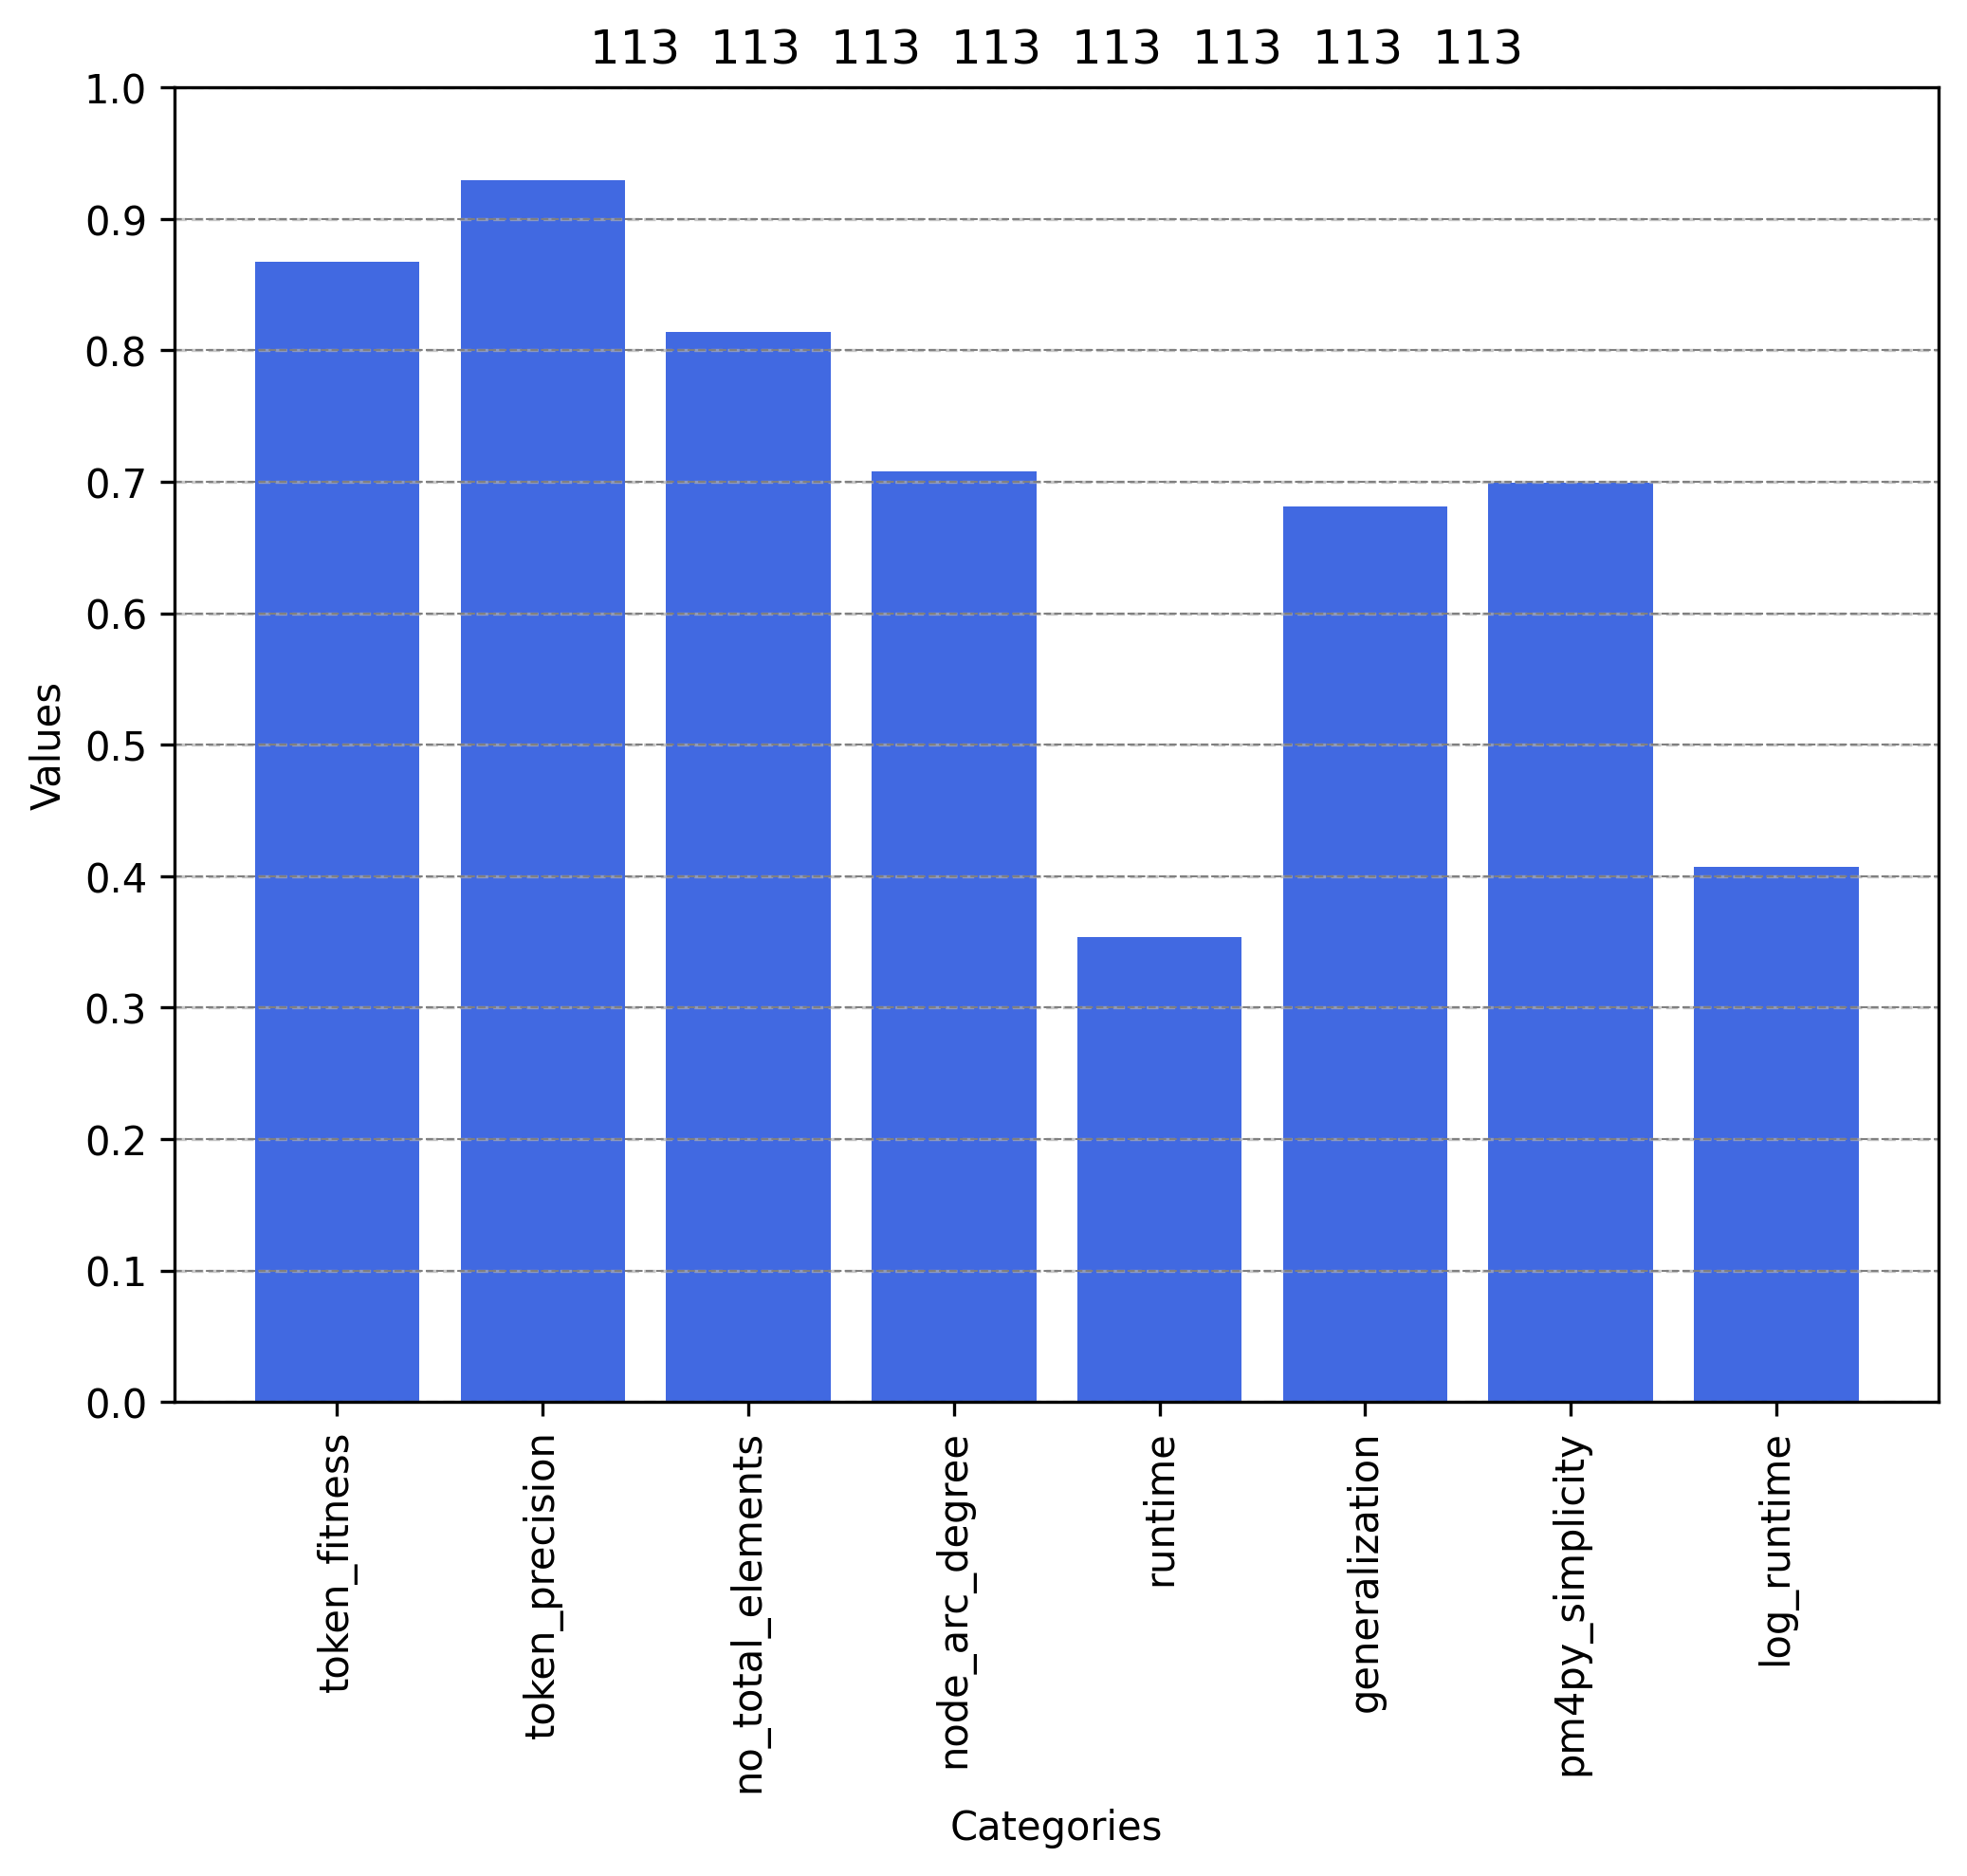 113 113 113 113 113 113 113 113
1.0
0.9
0.8
0.7
0.6
0.5
0.4
0.3
0.2
0.1
0.0
Values
token_fitness
token_precision
no_total_elements
node_arc_degree
runtime
generalization
pm4py_simplicity
log_runtime
Categories